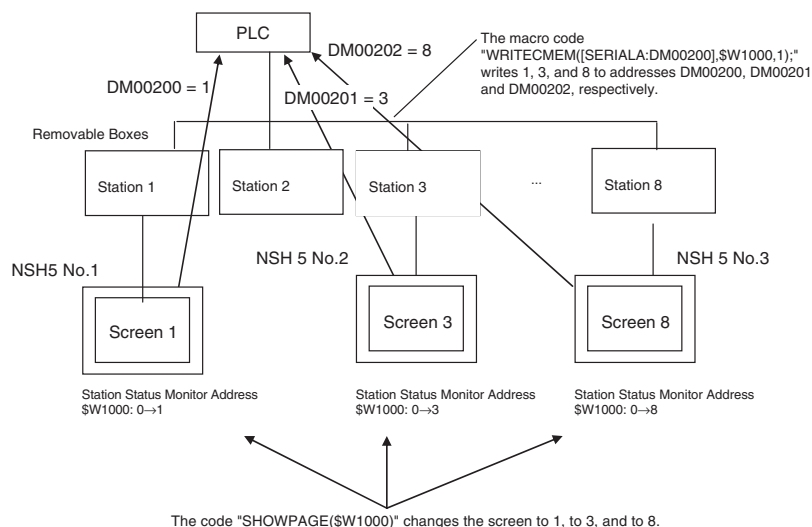 PLC
DM00202 = 8
The macro code
"WRITECMEM([SERIALA:DM00200],$W1000,1);"
writes 1, 3, and 8 to addresses DM00200, DM00201
and DM00202, respectively.
DM00200 = 1
DM00201 = 3
Removable Boxes
Station 1
Station 2
Station 3
...
Station 8
NSH5 No.1
NSH 5 No.2
NSH 5 No.3
Screen 1
Screen 3
Screen 8
Station Status Monitor Address
$W1000: 0→1
Station Status Monitor Address
$W1000: 0→3
Station Status Monitor Address
$W1000: 0→8
The code "SHOWPAGE($W1000)" changes the screen to 1, to 3, and to 8.